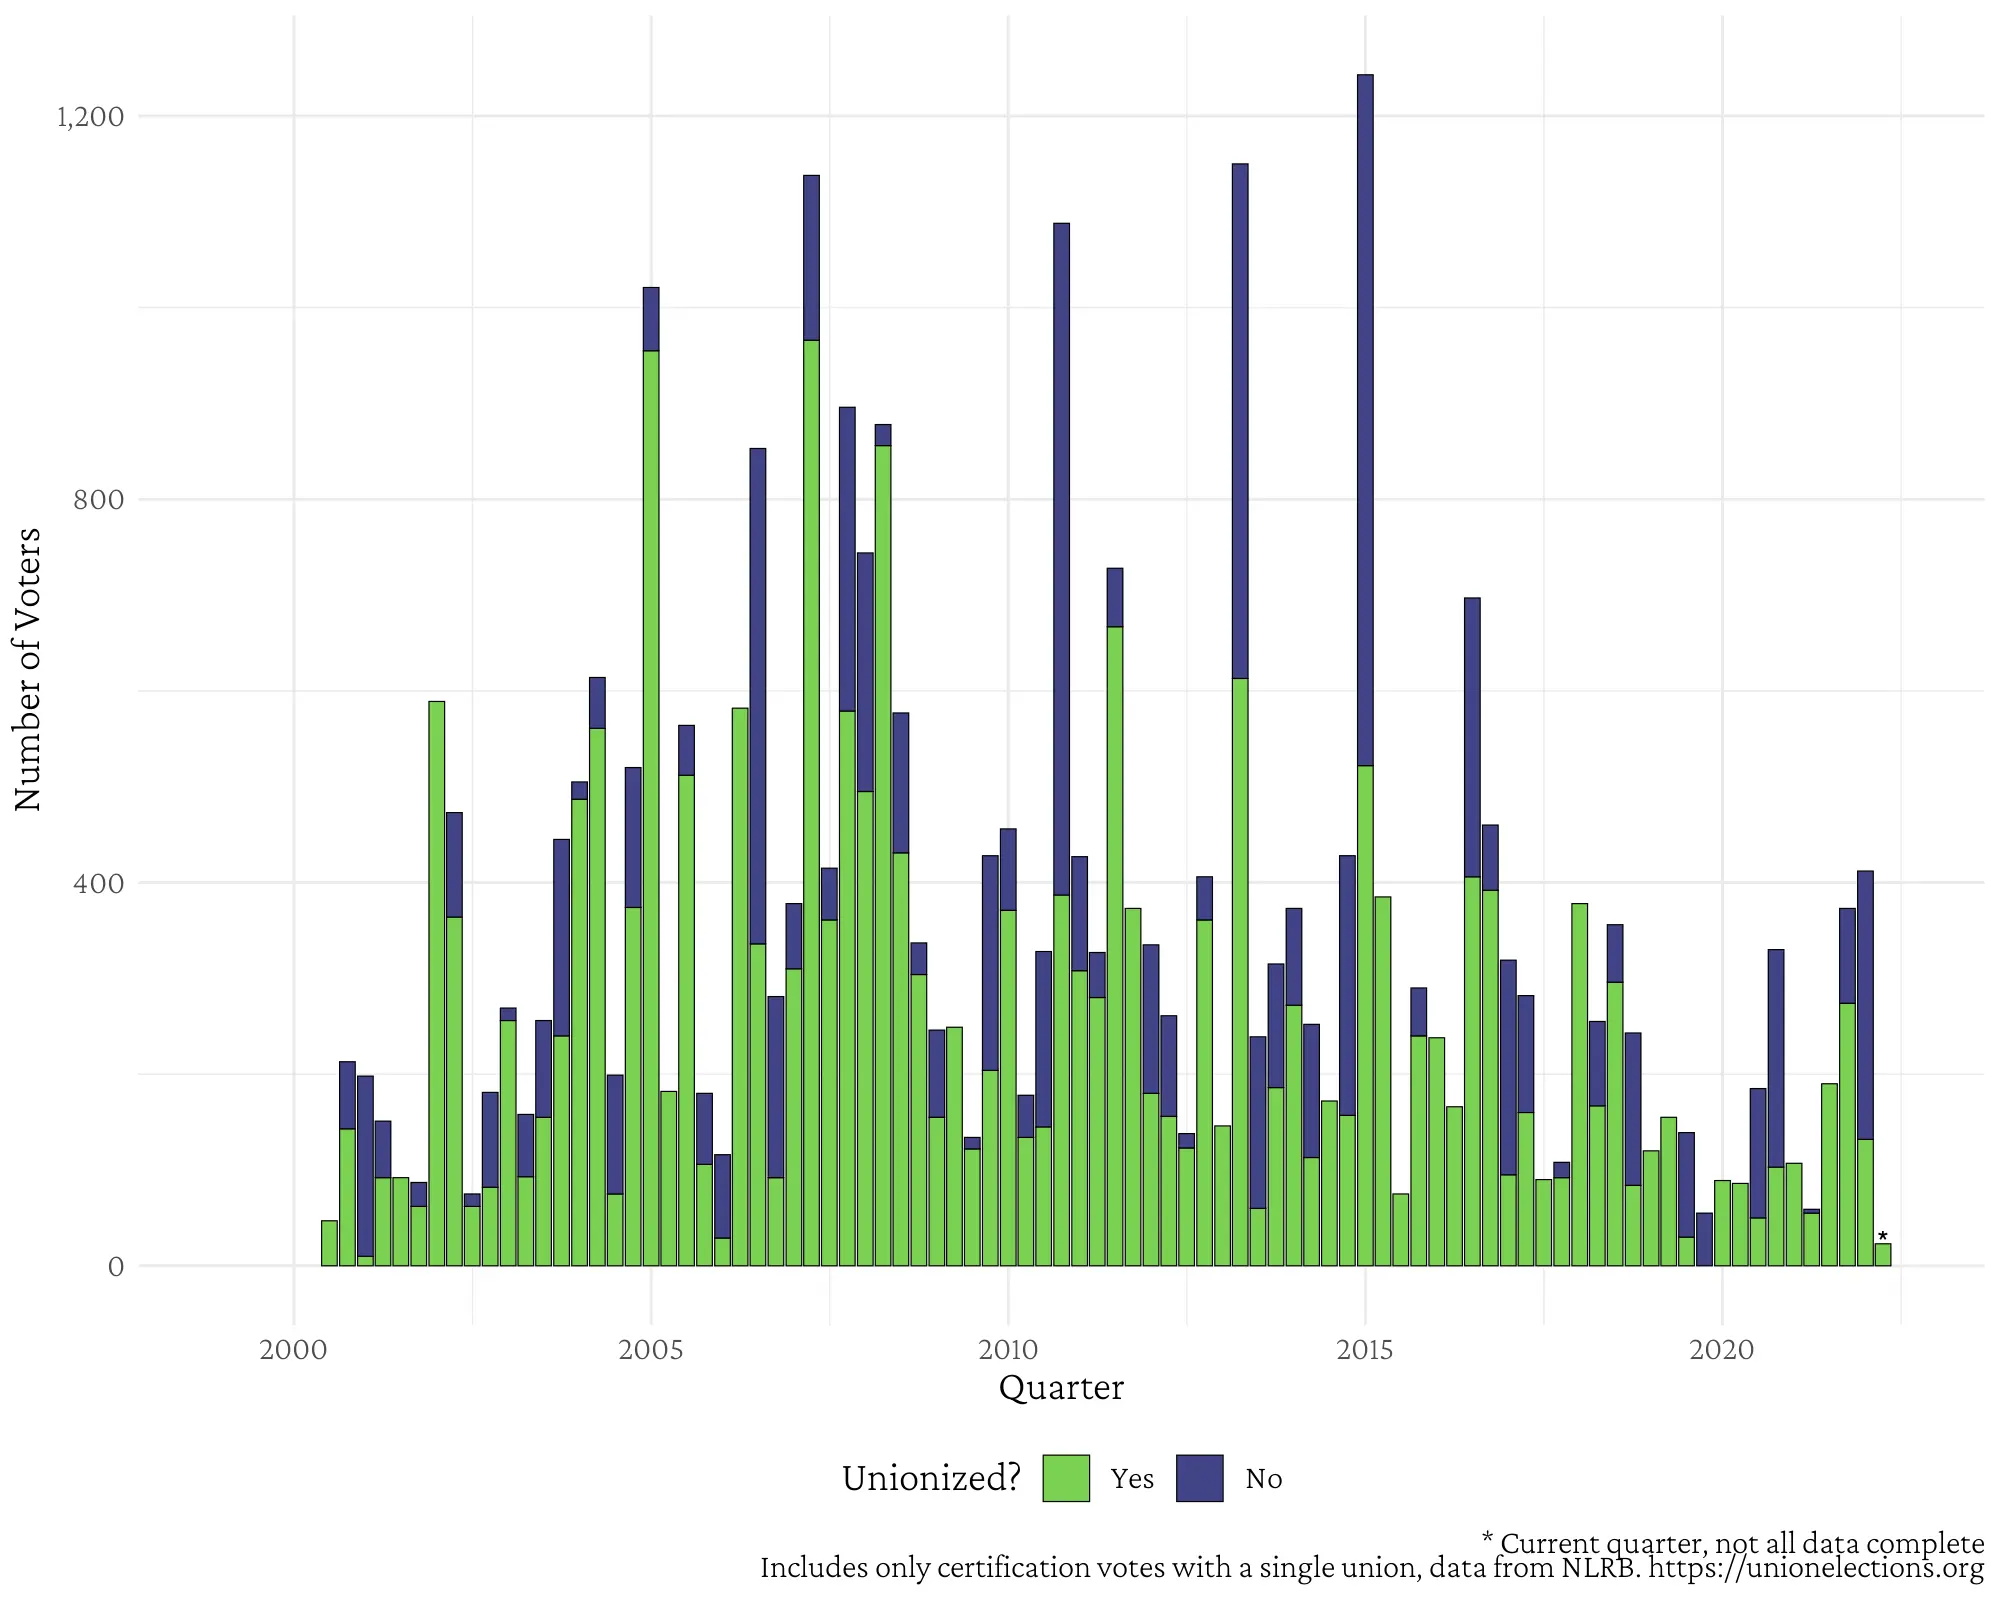 1,200
800
400
0
Number of Voters
*
2000 2005 2010 2015 2020
Quarter
Unionized? Yes No
* Current quarter, not all data complete
Includes only certification votes with a single union, data from NLRB. https://unionelections.org